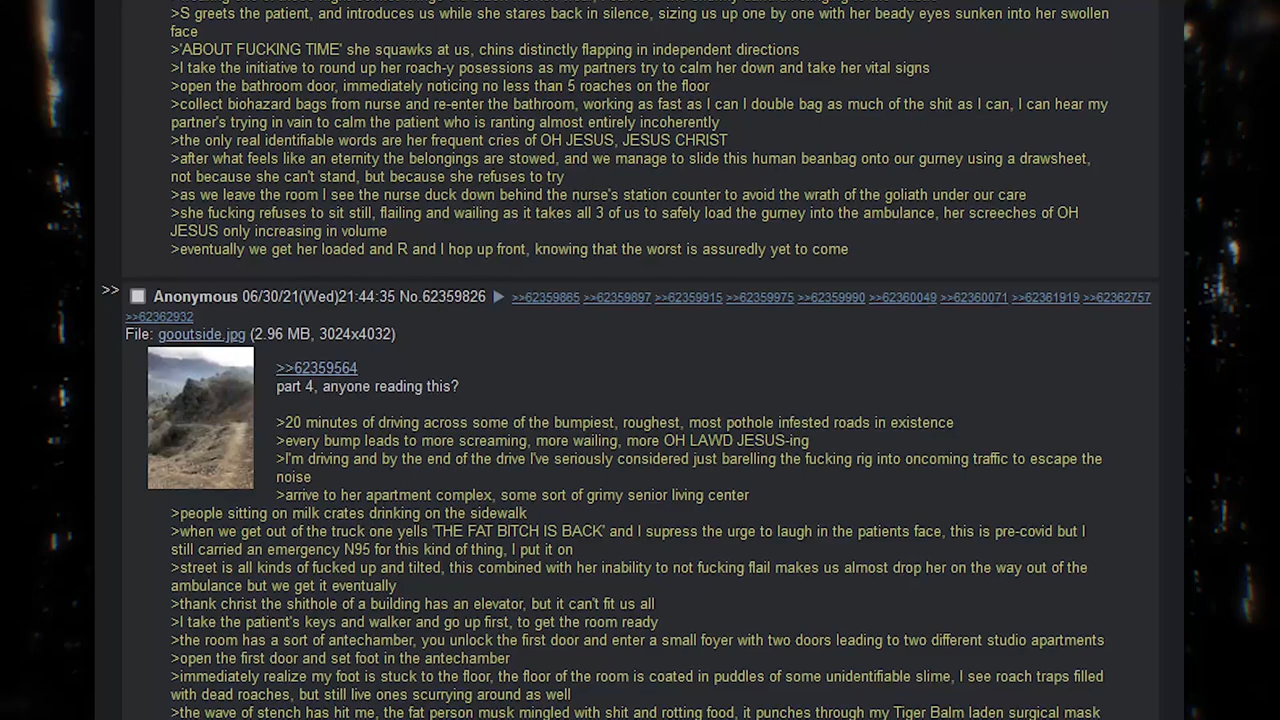 >S greets the patient, and introduces us while she stares back in silence, sizing us up one by one with her beady eyes sunken into her swollen
face
>'ABOUT FUCKING TIME' she squawks at us, chins distinctly flapping in independent directions
>I take the initiative to round up her roach-y posessions as my partners try to calm her down and take her vital signs
>open the bathroom door, immediately noticing no less than 5 roaches on the floor
>collect biohazard bags from nurse and re-enter the bathroom, working as fast as I can I double bag as much of the shit as I can, I can hear my
partner's trying in vain to calm the patient who is ranting almost entirely incoherently
>the only real identifiable words are her frequent cries of OH JESUS, JESUS CHRIST
>after what feels like an eternity the belongings are stowed, and we manage to slide this human beanbag onto our gurney using a drawsheet,
not because she can't stand, but because she refuses to try
>as we leave the room I see the nurse duck down behind the nurse's station counter to avoid the wrath of the goliath under our care
>she fucking refuses to sit still, flailing and wailing as it takes all 3 of us to safely load the gurney into the ambulance, her screeches of OH
JESUS only increasing in volume
>eventually we get her loaded and R and I hop up front, knowing that the worst is assuredly yet to come
>> Anonymous 06/30/21(Wed)21:44:35 No.62359826 ▶ >>62359865 >>62359897 >>62359915 >>62359975 >>62359990 >>62360049 >>62360071 >>62361919 >>62362757
>>62362932
File: gooutside.jpg (2.96 MB, 3024x4032)
>>62359564
part 4, anyone reading this?
>20 minutes of driving across some of the bumpiest, roughest, most pothole infested roads in existence
>every bump leads to more screaming, more wailing, more OH LAWD JESUS-ing
>I'm driving and by the end of the drive I've seriously considered just barelling the fucking rig into oncoming traffic to escape the
noise
>arrive to her apartment complex, some sort of grimy senior living center
>people sitting on milk crates drinking on the sidewalk
>when we get out of the truck one yells 'THE FAT BITCH IS BACK' and I supress the urge to laugh in the patients face, this is pre-covid but I
still carried an emergency N95 for this kind of thing, I put it on
>street is all kinds of fucked up and tilted, this combined with her inability to not fucking flail makes us almost drop her on the way out of the
ambulance but we get it eventually
>thank christ the shithole of a building has an elevator, but it can't fit us all
>I take the patient's keys and walker and go up first, to get the room ready
>the room has a sort of antechamber, you unlock the first door and enter a small foyer with two doors leading to two different studio apartments
>open the first door and set foot in the antechamber
>immediately realize my foot is stuck to the floor, the floor of the room is coated in puddles of some unidentifiable slime, I see roach traps filled
with dead roaches, but still live ones scurrying around as well
>the wave of stench has hit me, the fat person musk mingled with shit and rotting food, it punches through my Tiger Balm laden surgical mask